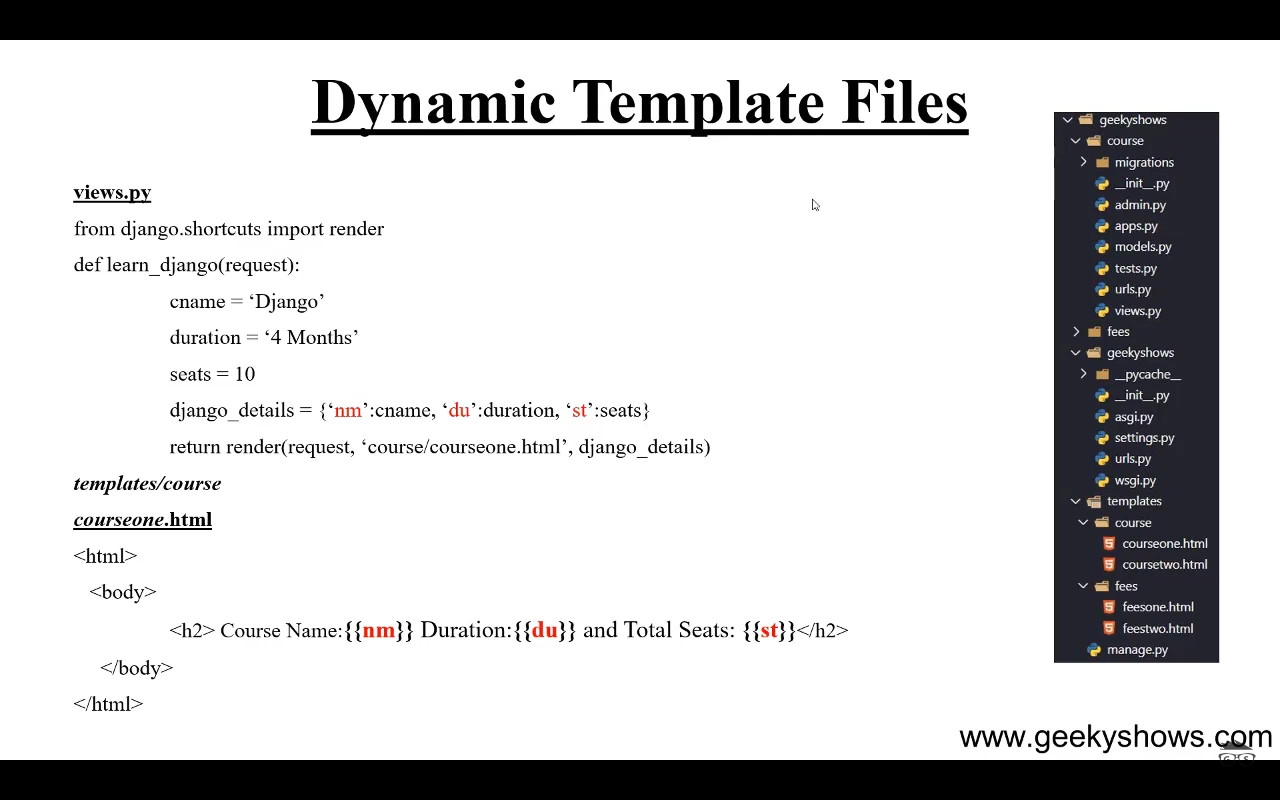 Dynamic Template Files
views.py
from django.shortcuts import render
def learn_django(request):
cname = ‘Django’
duration = ‘4 Months’
seats = 10
django_details = {‘nm’:cname, ‘du’:duration, ‘st’:seats}
return render(request, ‘course/courseone.html’, django_details)
templates/course
courseone.html
<html>
<body>
<h2> Course Name:{{nm}} Duration:{{du}} and Total Seats: {{st}}</h2>
</body>
</html>
geekyshows
course
migrations
__init__.py
admin.py
apps.py
models.py
tests.py
urls.py
views.py
fees
geekyshows
__pycache__
__init__.py
asgi.py
settings.py
urls.py
wsgi.py
templates
course
courseone.html
coursetwo.html
fees
feesone.html
feestwo.html
manage.py
www.geekyshows.com